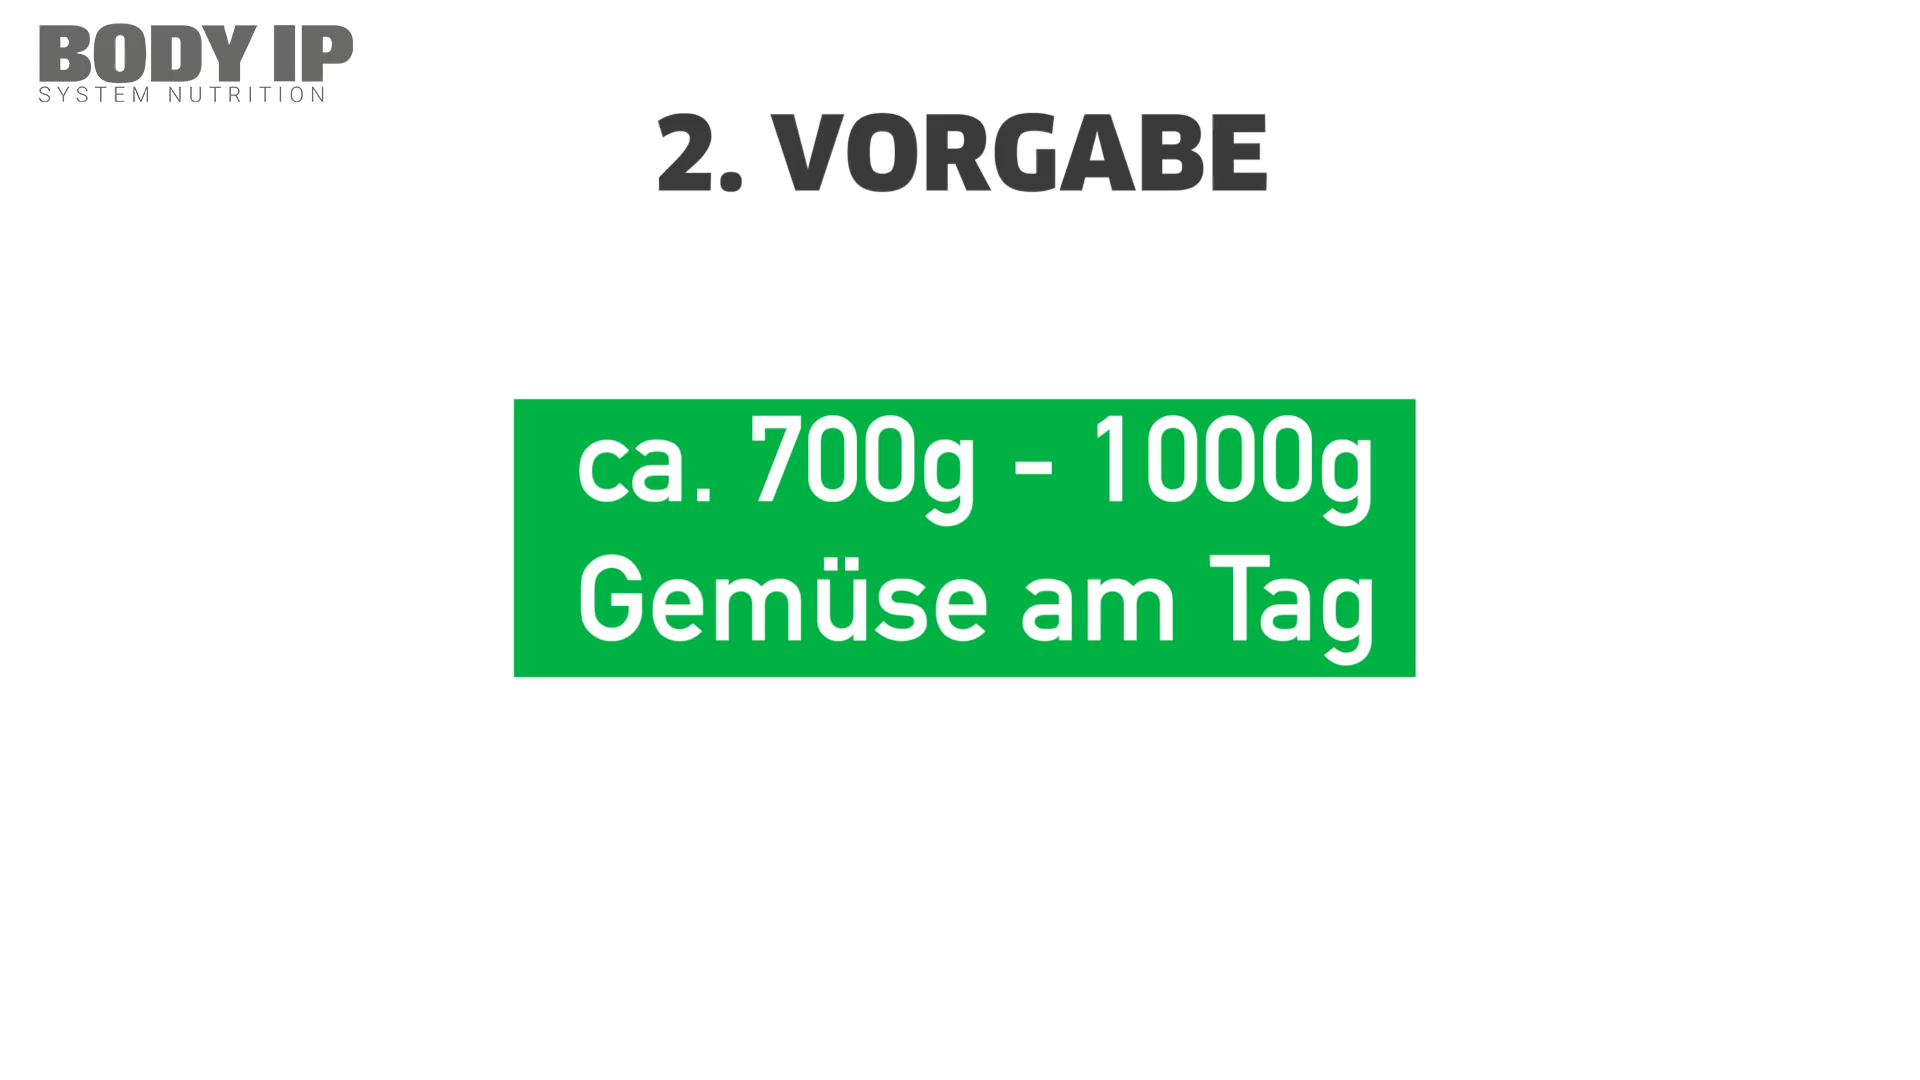 BODY IP
SYSTEM NUTRITION
2. VORGABE
ca. 700g - 1000g
Gemüse am Tag